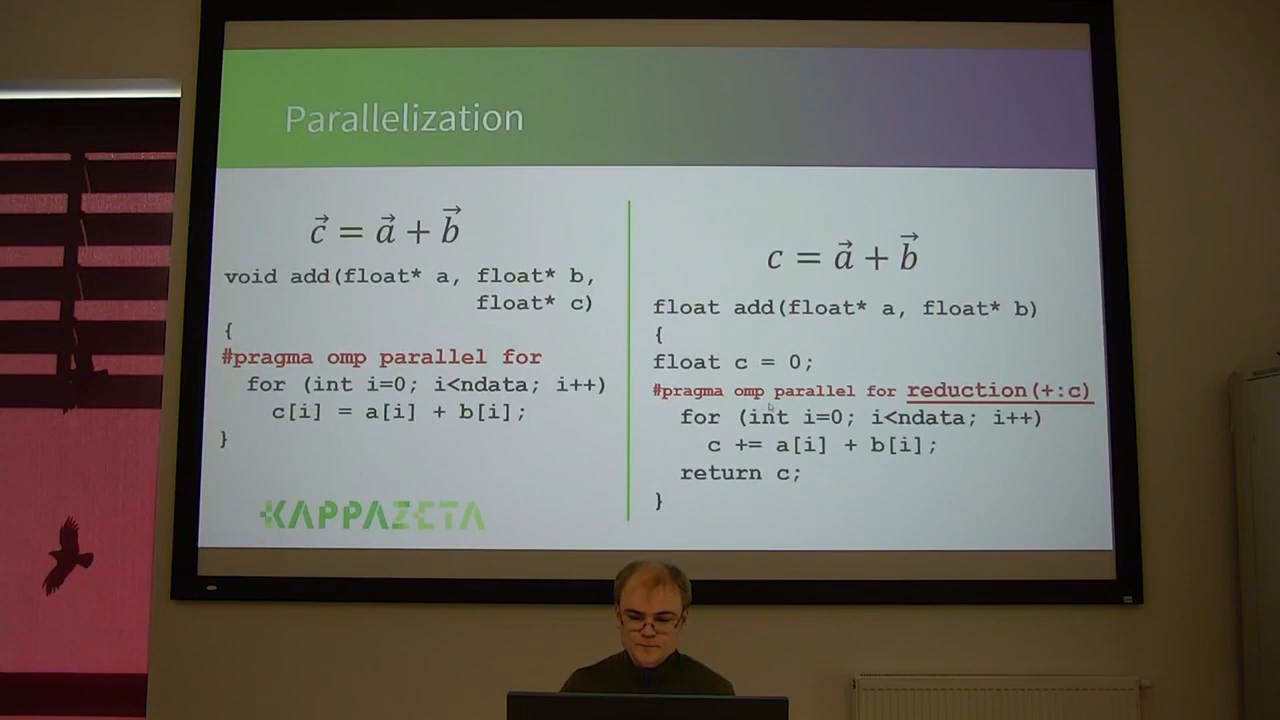 Parallelization
c⃗ = a⃗ + b⃗
void add(float* a, float* b,
float* c)
{
#pragma omp parallel for
for (int i=0; i<ndata; i++)
c[i] = a[i] + b[i];
}
KAPPAZETA
c = a⃗ + b⃗
float add(float* a, float* b)
{
float c = 0;
#pragma omp parallel for reduction(+:c)
for (int i=0; i<ndata; i++)
c += a[i] + b[i];
return c;
}